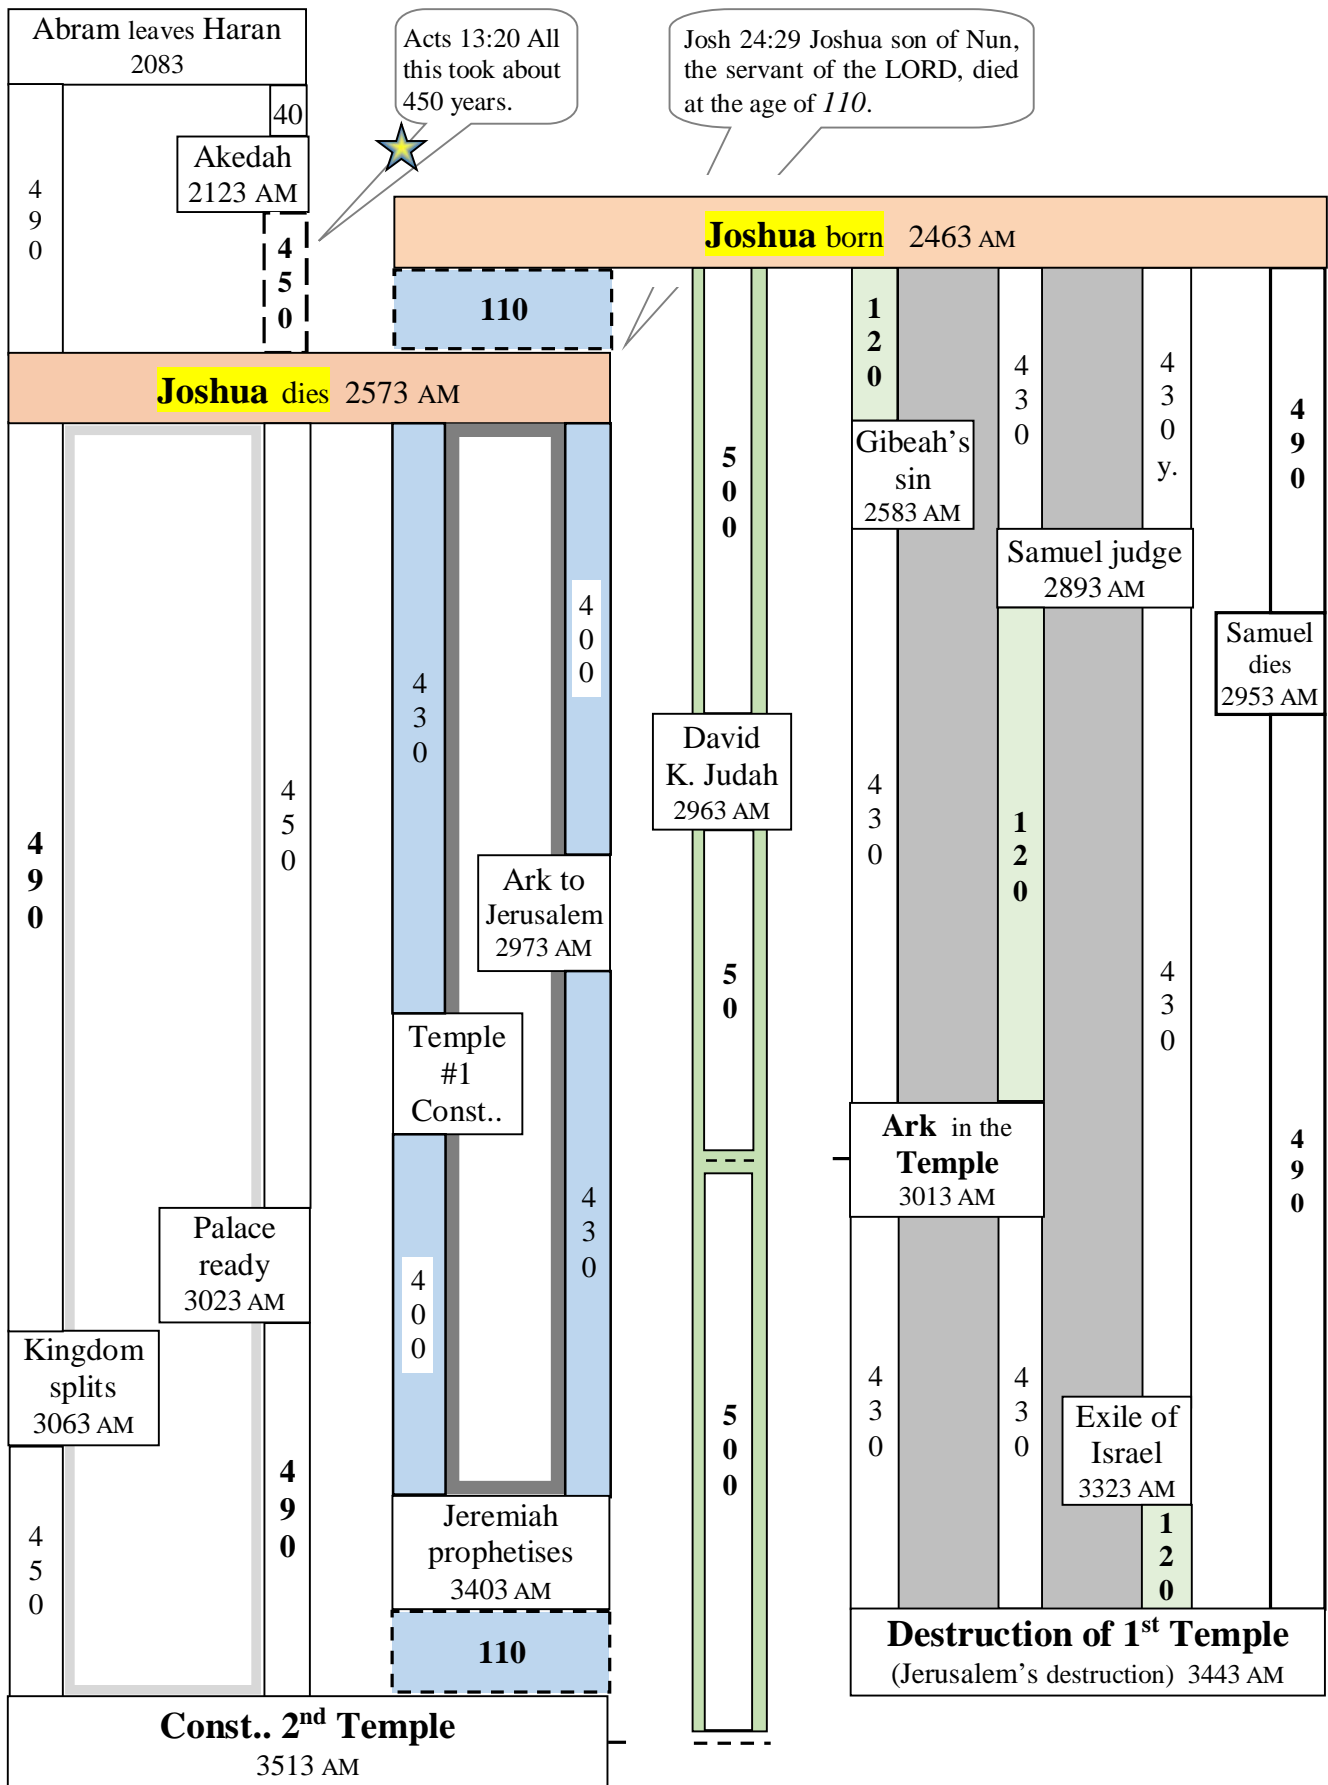 Abram leaves Haran
2083
Acts 13:20 All
this took about
450 years.
Josh 24:29 Joshua son of Nun,
the servant of the LORD, died
at the age of 110.
40
Akedah
2123 AM
4
9
0
4
5
0
Joshua born 2463 AM
110
Joshua dies 2573 AM
4
9
0
4
5
0
4
3
0
4
0
0
5
0
0
1
2
0
Gibeah's
sin
2583 AM
4
3
0
4
3
0
y.
4
9
0
Samuel judge
2893 AM
Samuel
dies
2953 AM
David
K. Judah
2963 AM
4
3
0
1
2
0
Ark to
Jerusalem
2973 AM
5
0
4
3
0
Temple
#1
Const..
Ark in the
Temple
3013 AM
4
9
0
4
3
0
Palace
ready
3023 AM
4
0
0
Kingdom
splits
3063 AM
4
3
0
4
3
0
Exile of
Israel
3323 AM
5
0
0
4
9
0
4
5
0
Jeremiah
prophetises
3403 AM
1
2
0
110
Destruction of 1st Temple
(Jerusalem's destruction) 3443 AM
Const.. 2nd Temple
3513 AM